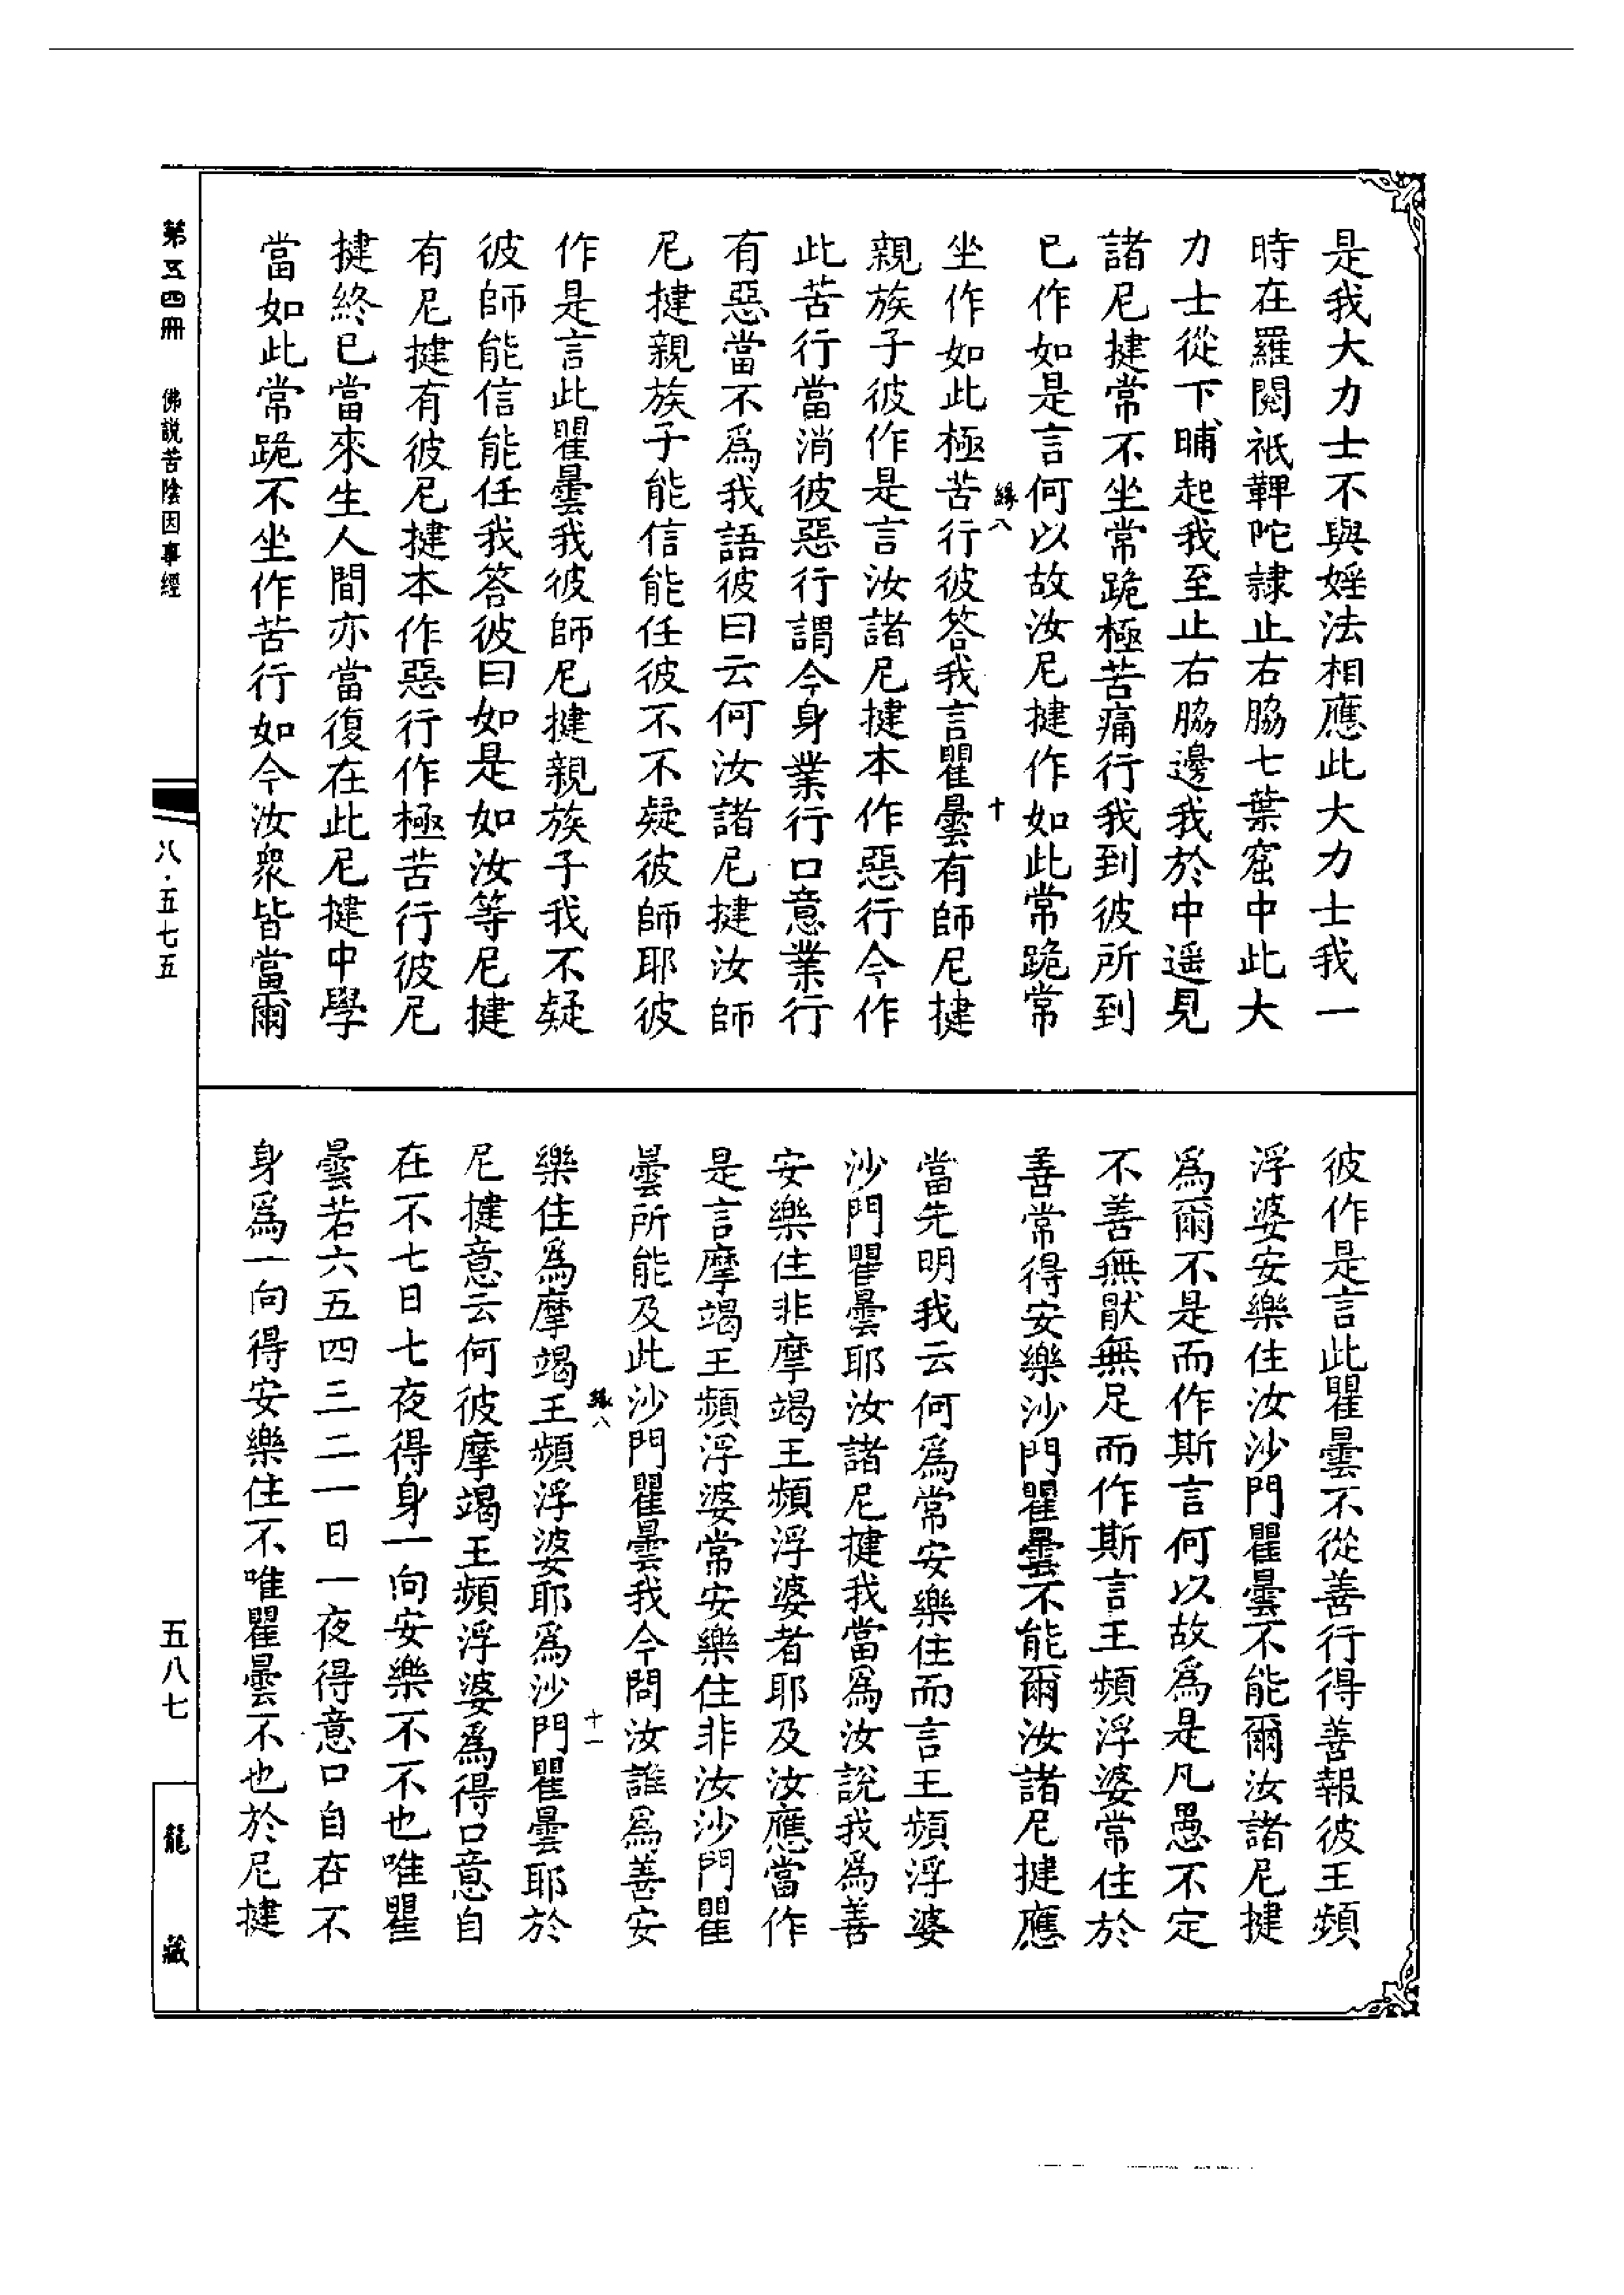 是我大力士不與婬法相應此大力士我一
時在羅閱祇鞞陀隸止右脇七葉窟中此大
力士從下晡起我至止右脇邊我於中遥見
諸尼揵常不坐常跪極苦痛行我到彼所到
已作如是言何以故汝尼揵作如此常跪常
縁八 十
坐作如此極苦行彼答我言瞿曇有師尼揵
親族子彼作是言汝諸尼揵本作惡行今作
此苦行當消彼惡行謂今身業行口意業行
有惡當不爲我語彼曰云何汝諸尼揵汝師
尼揵親族子能信能任彼不不疑彼師耶彼
作是言此瞿曇我彼師尼揵親族子我不疑
彼師能信能任我答彼曰如是如汝等尼揵
有尼揵有彼尼揵本作惡行作極苦行彼尼
揵終已當來生人間亦當復在此尼揵中學
當如此常跪不坐作苦行如今汝衆皆當爾
彼作是言此瞿曇不從善行得善報彼王頻
浮婆安樂住汝沙門瞿曇不能爾汝諸尼揵
爲爾不是而作斯言何以故爲是凡愚不定
不善無猒無足而作斯言王頻浮婆常住於
善常得安樂沙門瞿曇不能爾汝諸尼揵應
當先明我云何爲常安樂住而言王頻浮婆
沙門瞿曇耶汝諸尼揵我當爲汝說我爲善
安樂住非摩竭王頻浮婆者耶及汝應當作
是言摩竭王頻浮婆常安樂住非汝沙門瞿
曇所能及此沙門瞿曇我今問汝誰爲善安
縁八 十一
樂住爲摩竭王頻浮婆耶爲沙門瞿曇耶於
尼揵意云何彼摩竭王頻浮婆爲得口意自
在不七日七夜得身一向安樂不不也唯瞿
曇若六五四三二一日一夜得意口自在不
身爲一向得安樂住不唯瞿曇不也於尼揵
第五四冊 佛説苦陰因事經
八·五七五
五八七
龍藏